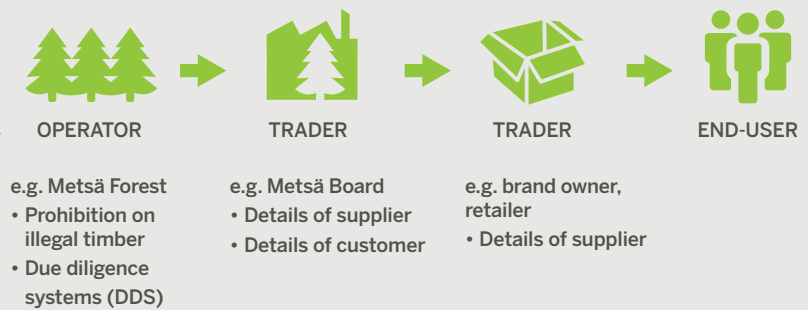 OPERATOR
TRADER
TRADER
END-USER
e.g. Metsä Forest
• Prohibition on
illegal timber
• Due diligence
systems (DDS)
e.g. Metsä Board
• Details of supplier
• Details of customer
e.g. brand owner,
retailer
• Details of supplier